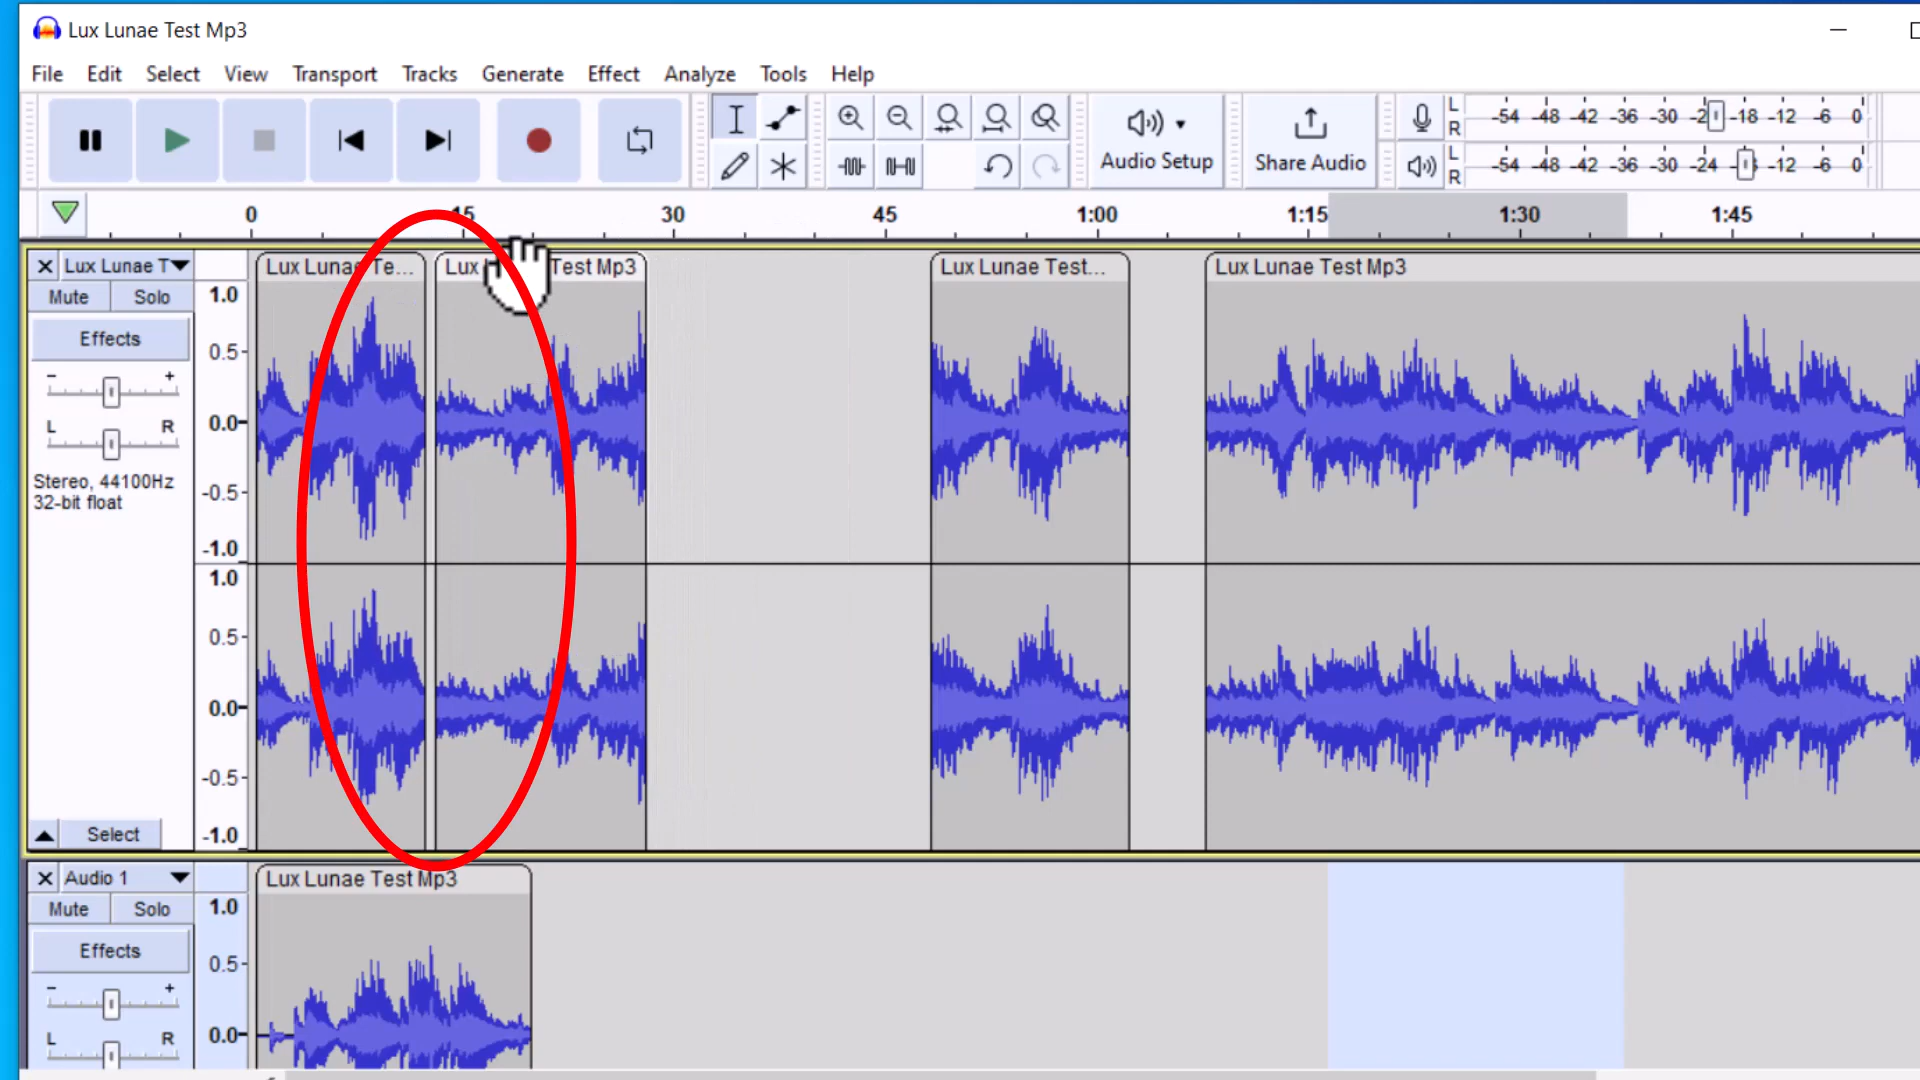 Lux Lunae Test Mp3
File Edit Select View Transport Tracks Generate Effect Analyze Tools Help
Audio Setup
Share Audio
L R -54 -48 -42 -36 -30 -18 -12 -6 0
L R -54 -48 -42 -36 -30 -24 -12 -6 0
0 15 30 45 1:00 1:15 1:30 1:45
Lux Lunae T
Lux Lunae Te...
Lux Test Mp3
Lux Lunae Test...
Lux Lunae Test Mp3
Mute Solo
Effects
- +
L R
Stereo, 44100Hz
32-bit float
Select
1.0
0.5-
0.0-
-0.5-
-1.0
1.0
0.5-
0.0-
-0.5-
-1.0
Audio 1
Lux Lunae Test Mp3
Mute Solo
Effects
- +
L R
1.0
0.5-
0.0-